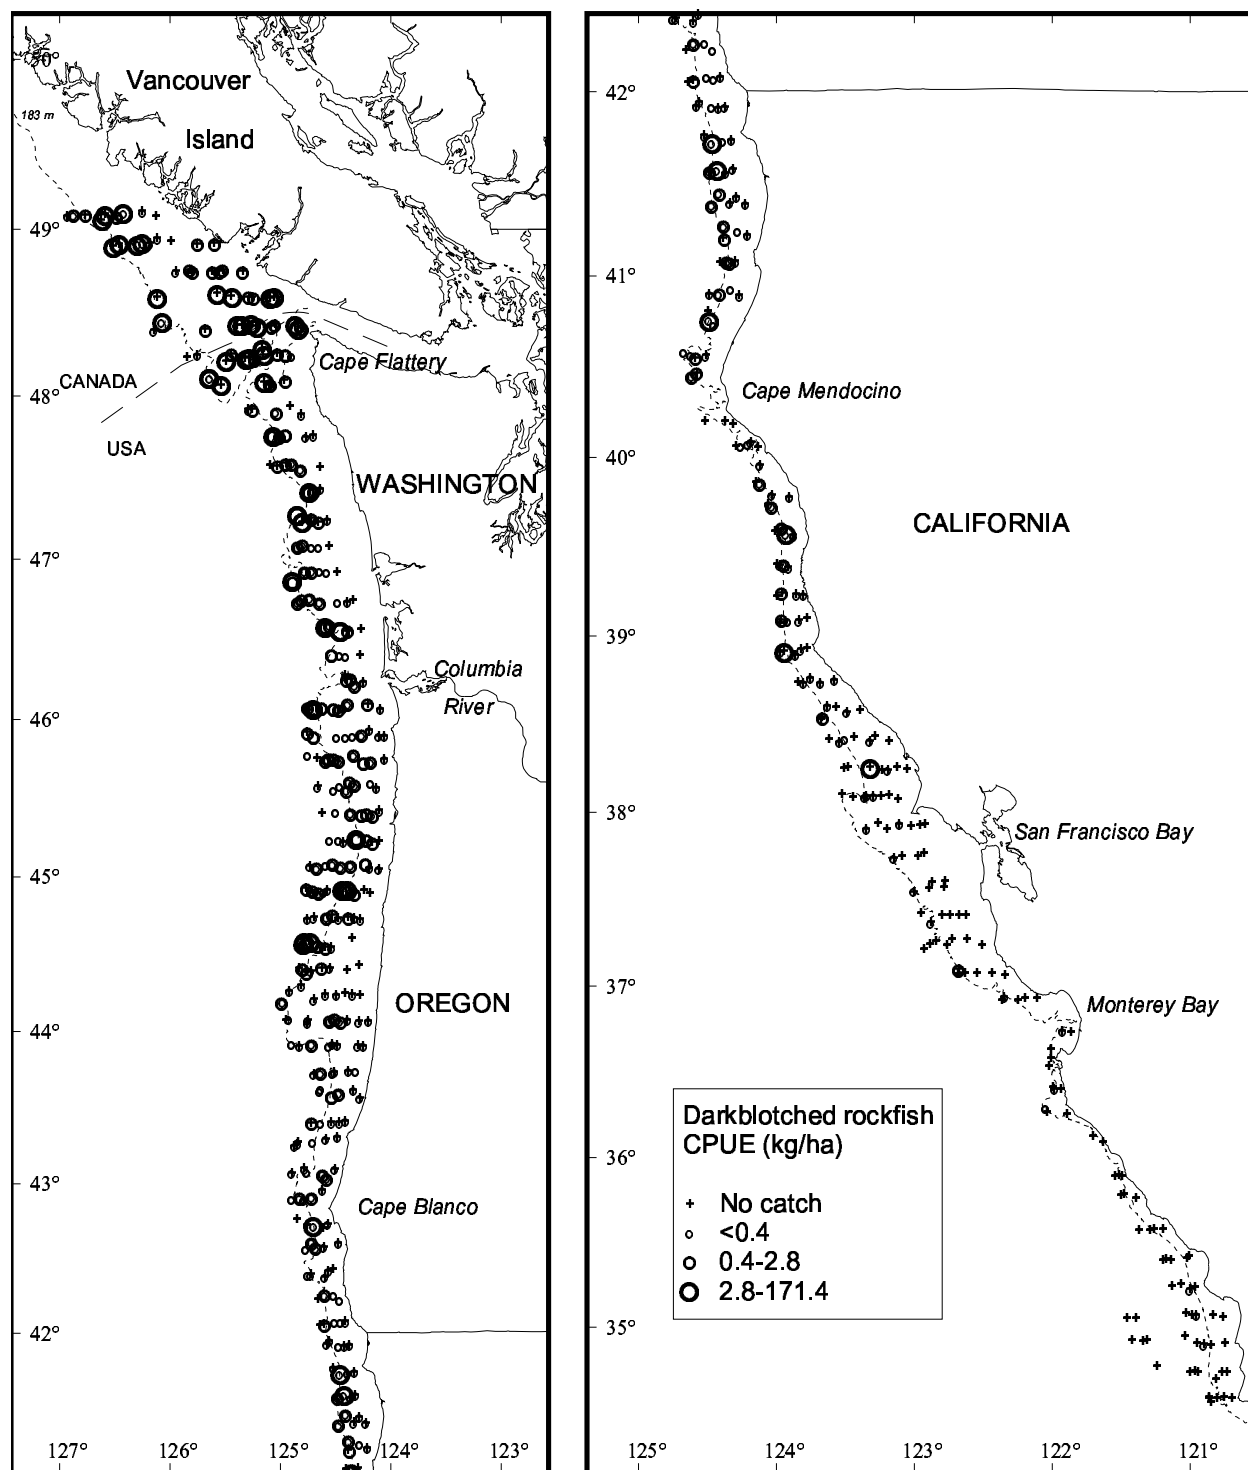 50°
Vancouver
Island
183 m
49°
Cape Flattery
CANADA
48°
USA
WASHINGTON
47°
Columbia
River
46°
45°
OREGON
44°
43°
Cape Blanco
42°
127°
126°
125°
124°
123°
42°
41°
Cape Mendocino
40°
CALIFORNIA
39°
38°
San Francisco Bay
37°
Monterey Bay
Darkblotched rockfish
CPUE (kg/ha)
No catch
<0.4
0.4-2.8
2.8-171.4
36°
35°
125°
124°
123°
122°
121°